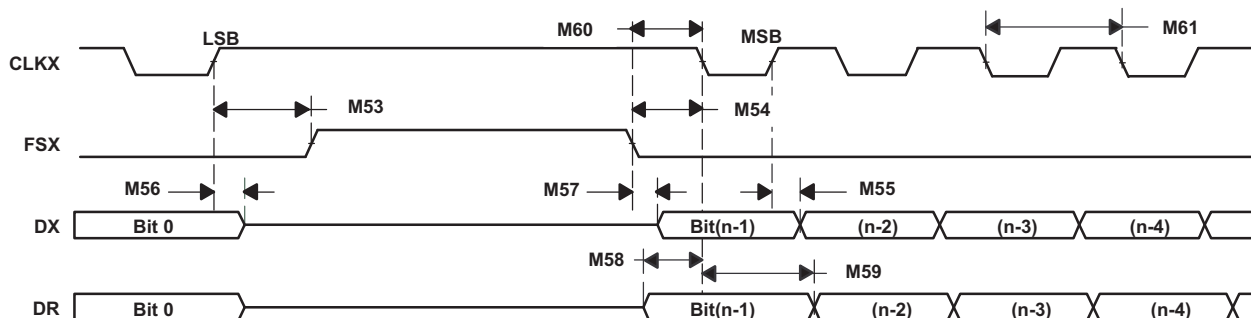 M60 MSB M61
LSB
CLKX
M53 M54
FSX
M56 M57 M55
DX Bit 0 Bit(n-1) (n-2) (n-3) (n-4)
M58 M59
DR Bit 0 Bit(n-1) (n-2) (n-3) (n-4)